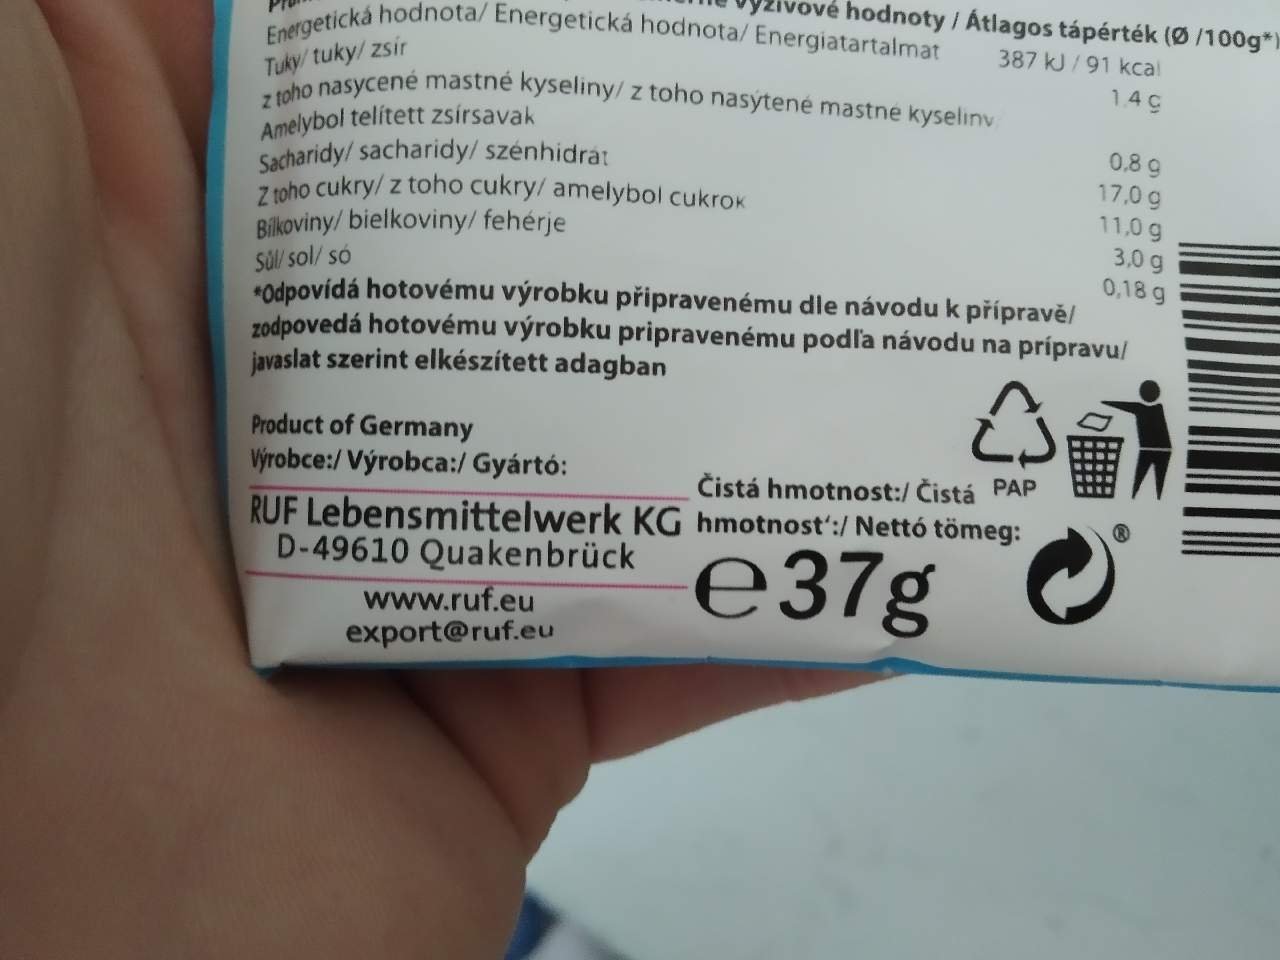 výživové hodnoty / Átlagos tápérték (Ø /100g*)
Energetická hodnota/ Energetická hodnota/ Energiatartalmat 387 kJ / 91 kcal
Tuky/ tuky/ zsír 1.4 g
z toho nasycené mastné kyseliny/ z toho nasýtené mastné kyseliny
Amelybol telített zsírsavak 0,8 g
Sacharidy/ sacharidy/ szénhidrát 17,0 g
Z toho cukry/ z toho cukry/ amelybol cukrok 11,0 g
Bílkoviny/ bielkoviny/ fehérje 3,0 g
Sůl/ sol/ só 0,18 g
*Odpovídá hotovému výrobku připravenému dle návodu k přípravě/
zodpovedá hotovému výrobku pripravenému podľa návodu na prípravu/
javaslat szerint elkészített adagban
Product of Germany
Výrobce:/ Výrobca:/ Gyártó:
RUF Lebensmittelwerk KG
D-49610 Quakenbrück
www.ruf.eu
export@ruf.eu
Čistá hmotnost:/ Čistá
hmotnost':/ Nettó tömeg:
e 37g
PAP
®